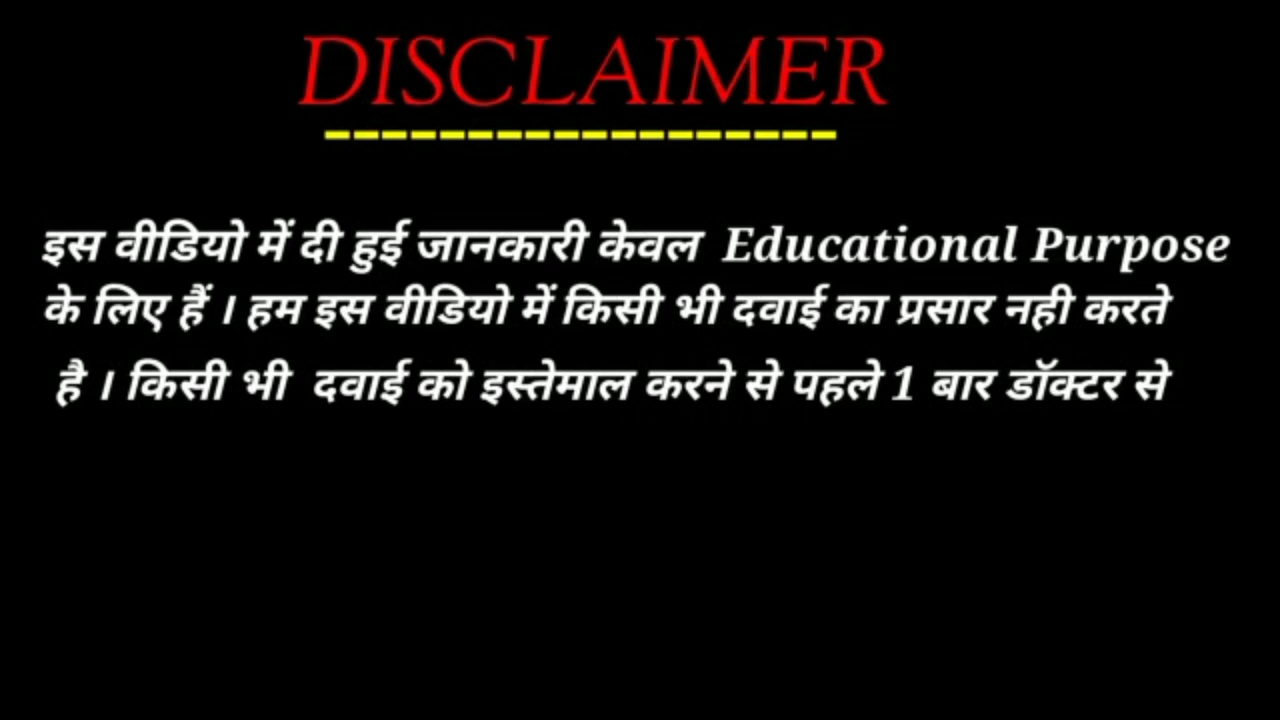 DISCLAIMER
इस वीडियो में दी हुई जानकारी केवल Educational Purpose
के लिए हैं । हम इस वीडियो में किसी भी दवाई का प्रसार नही करते
है । किसी भी दवाई को इस्तेमाल करने से पहले 1 बार डॉक्टर से